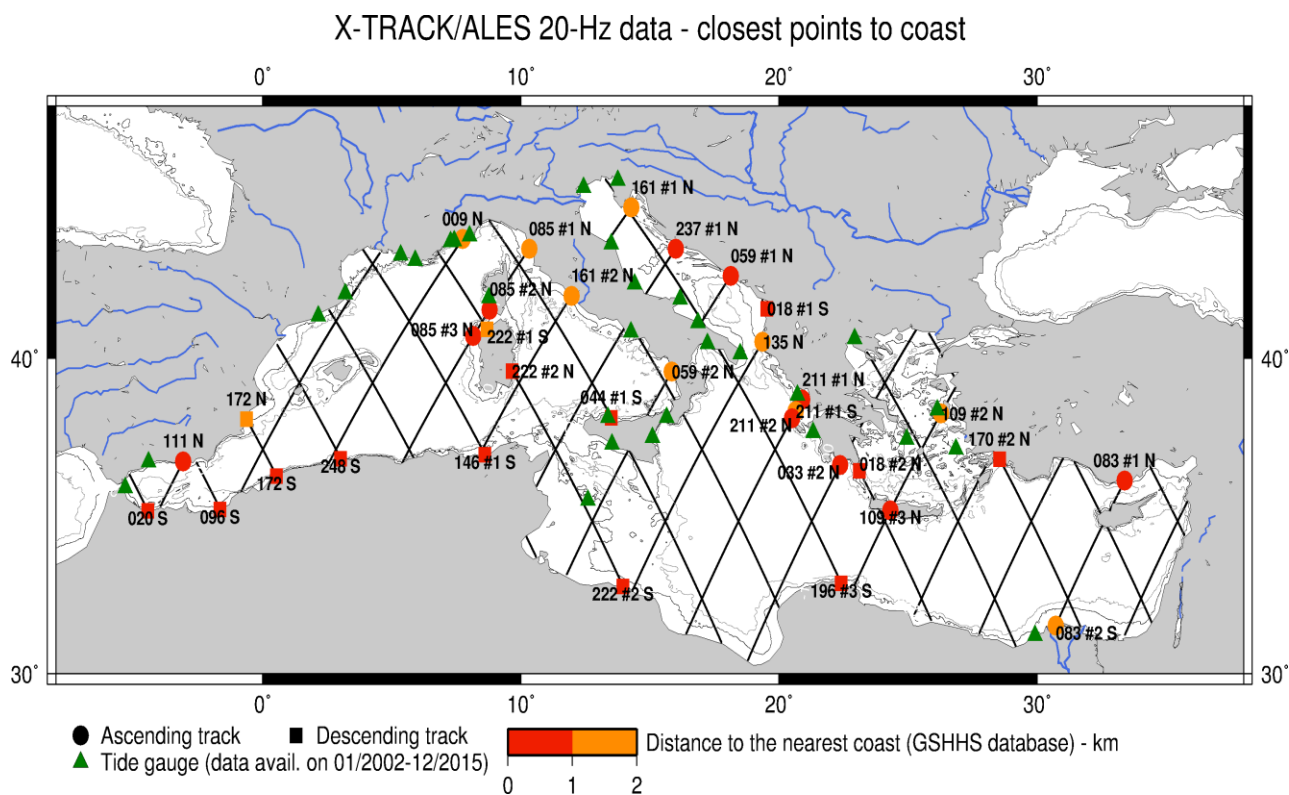 X-TRACK/ALES 20-Hz data - closest points to coast
0˚ 10˚ 20˚ 30˚
161 #1 N
009 N
085 #1 N
237 #1 N
059 #1 N
161 #2 N
085 #2 N
018 #1 S
085 #3 N
222 #1 S
135 N
40˚ 40˚
222 #2 N
059 #2 N
211 #1 N
044 #1 S
172 N
211 #1 S
109 #2 N
211 #2 N
111 N
170 #2 N
248 S
146 #1 S
033 #2 N
018 #2 N
083 #1 N
172 S
020 S
096 S
109 #3 N
222 #2 S
196 #3 S
083 #2 S
30˚ 30˚
0˚ 10˚ 20˚ 30˚
Ascending track Descending track
Distance to the nearest coast (GSHHS database) - km
Tide gauge (data avail. on 01/2002-12/2015)
0 1 2